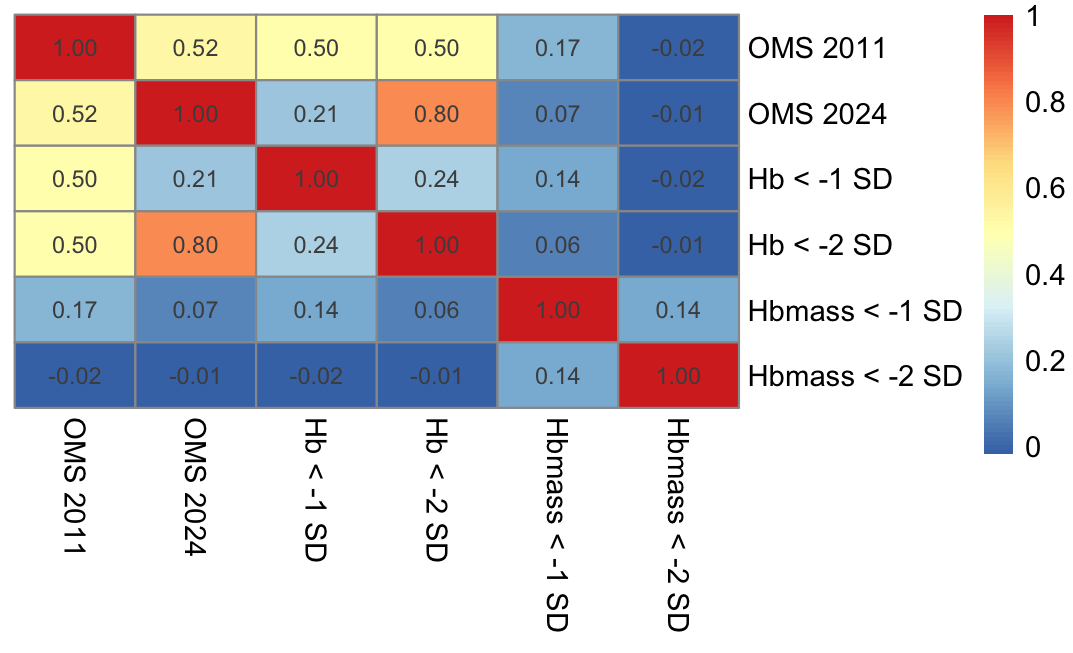 1.00 0.52 0.50 0.50 0.17 -0.02 OMS 2011
0.52 1.00 0.21 0.80 0.07 -0.01 OMS 2024
0.50 0.21 1.00 0.24 0.14 -0.02 Hb < -1 SD
0.50 0.80 0.24 1.00 0.06 -0.01 Hb < -2 SD
0.17 0.07 0.14 0.06 1.00 0.14 Hbmass < -1 SD
-0.02 -0.01 -0.02 -0.01 0.14 1.00 Hbmass < -2 SD
OMS 2011
OMS 2024
Hb < -1 SD
Hb < -2 SD
Hbmass < -1 SD
Hbmass < -2 SD
1
0.8
0.6
0.4
0.2
0